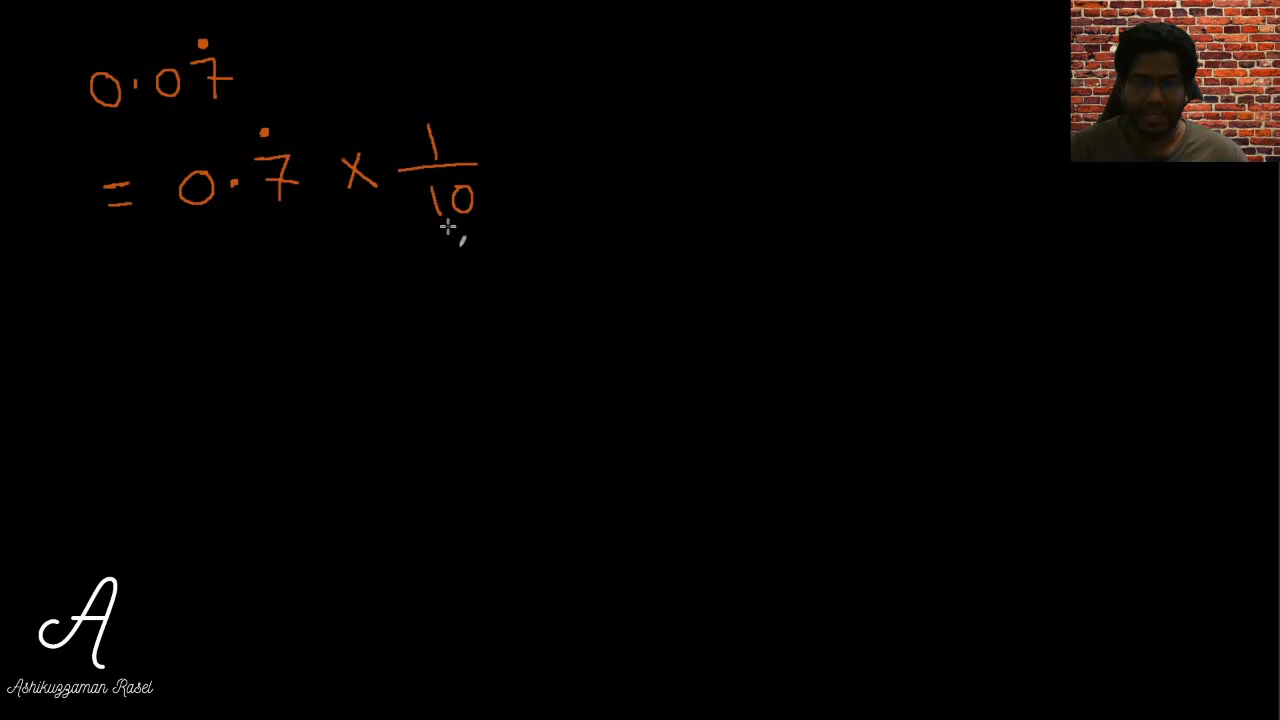 0.07̇
= 0.7̇ × 1/10
A
Ashikuzzaman Rasel